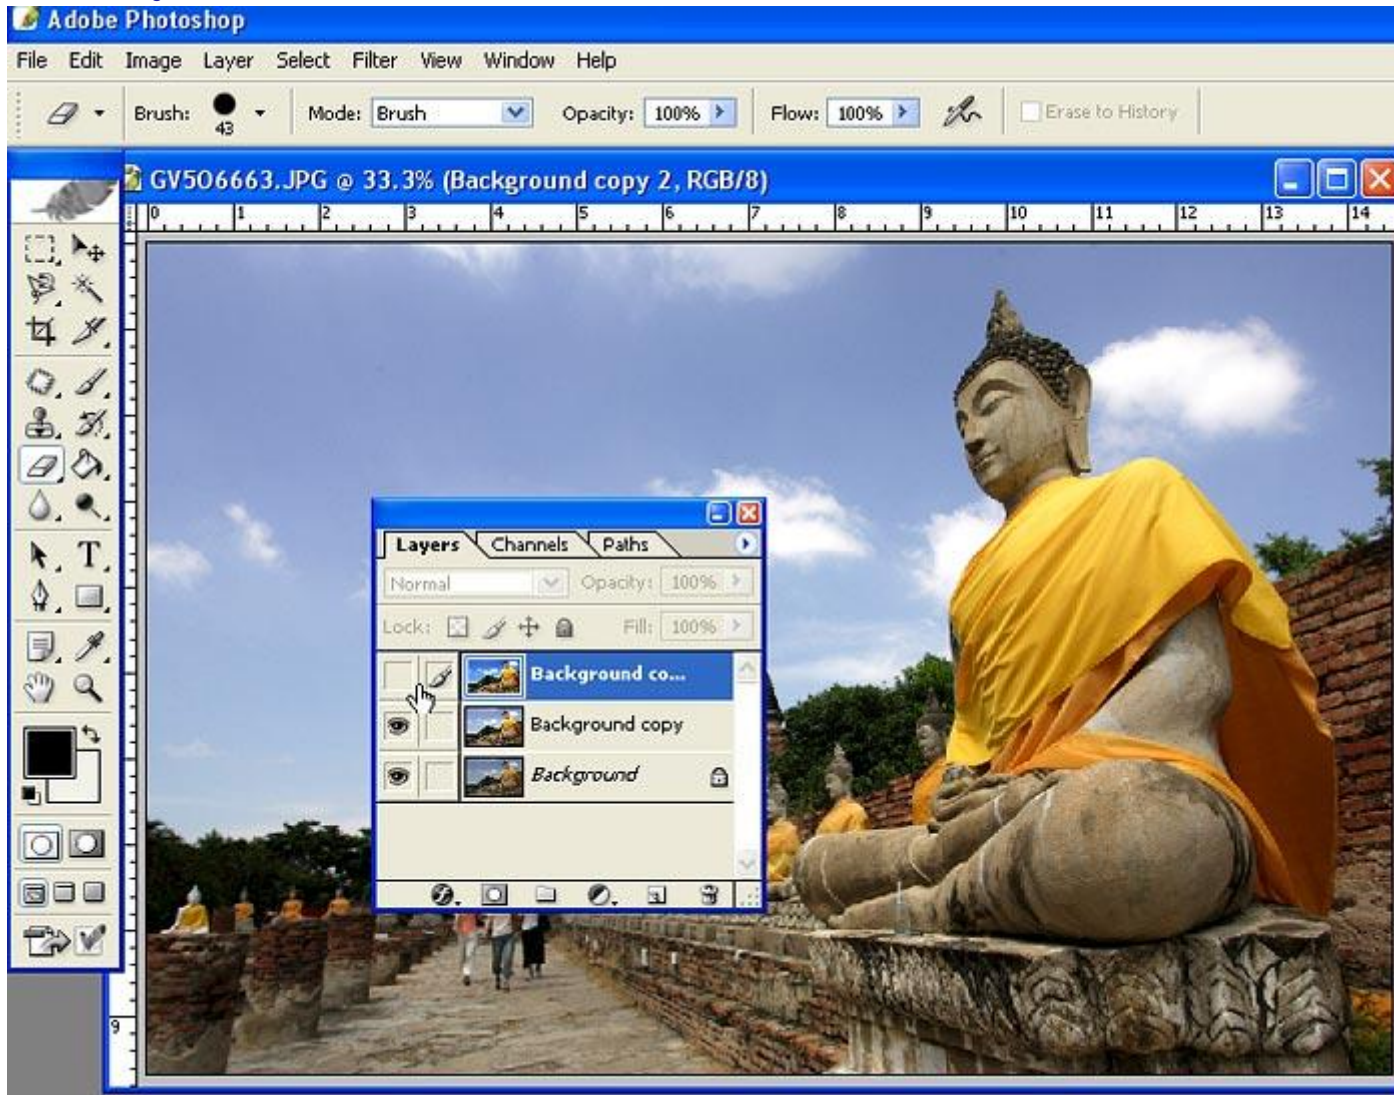 Adobe Photoshop
File Edit Image Layer Select Filter View Window Help
Brush: 43 Mode: Brush Opacity: 100% Flow: 100% Erase to History
GV506663.JPG @ 33.3% (Background copy 2, RGB/8)
0 1 2 3 4 5 6 7 8 9 10 11 12 13 14
Layers Channels Paths
Normal Opacity: 100%
Lock: Fill: 100%
Background co...
Background copy
Background
T
9